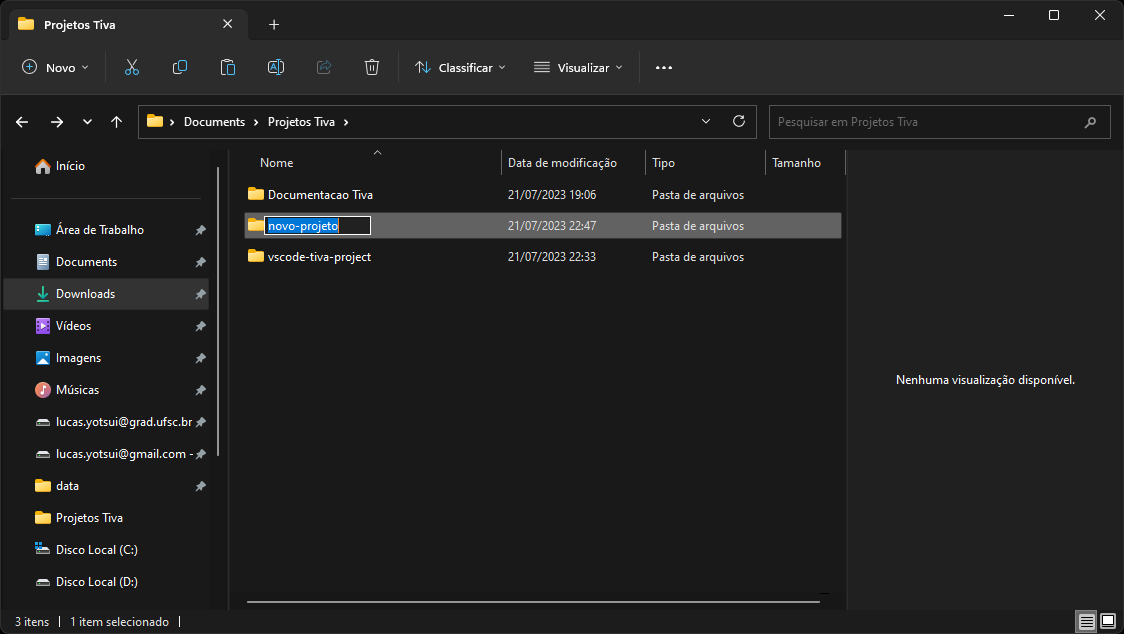 Projetos Tiva
Novo
Classificar
Visualizar
Documents
Projetos Tiva
Pesquisar em Projetos Tiva
Início
Área de Trabalho
Documents
Downloads
Vídeos
Imagens
Músicas
lucas.yotsui@grad.ufsc.br
lucas.yotsui@gmail.com -
data
Projetos Tiva
Disco Local (C:)
Disco Local (D:)
Nome Data de modificação Tipo Tamanho
Documentacao Tiva 21/07/2023 19:06 Pasta de arquivos
novo-projeto 21/07/2023 22:47 Pasta de arquivos
vscode-tiva-project 21/07/2023 22:33 Pasta de arquivos
Nenhuma visualização disponível.
3 itens 1 item selecionado